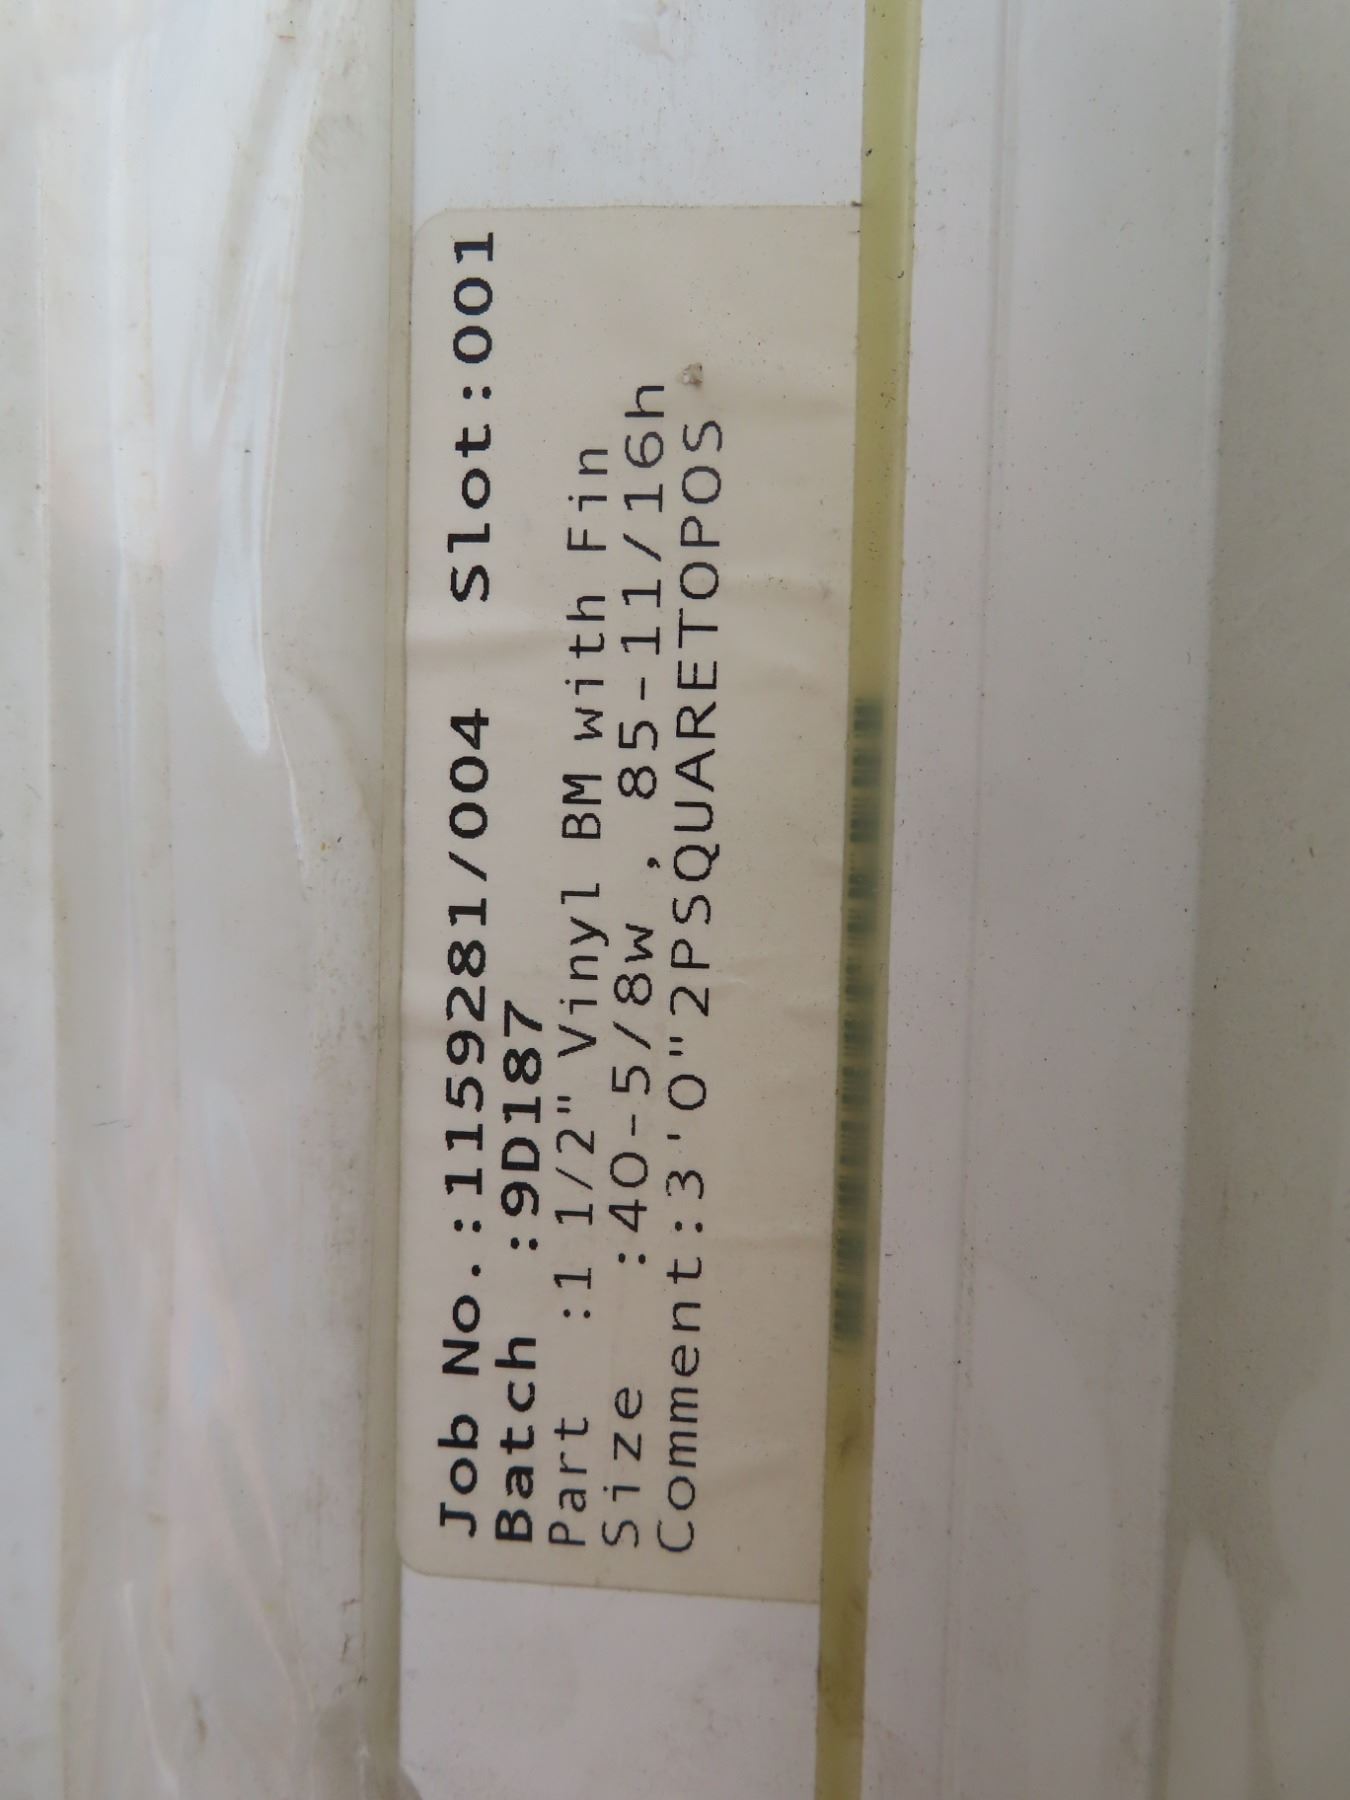 Job No.:1159281/004 Slot:001
Batch :9D187
Part :1 1/2" Vinyl BM with Fin
Size :40-5/8w , 85-11/16h
Comment:3'0"2PSQUARETOPOS